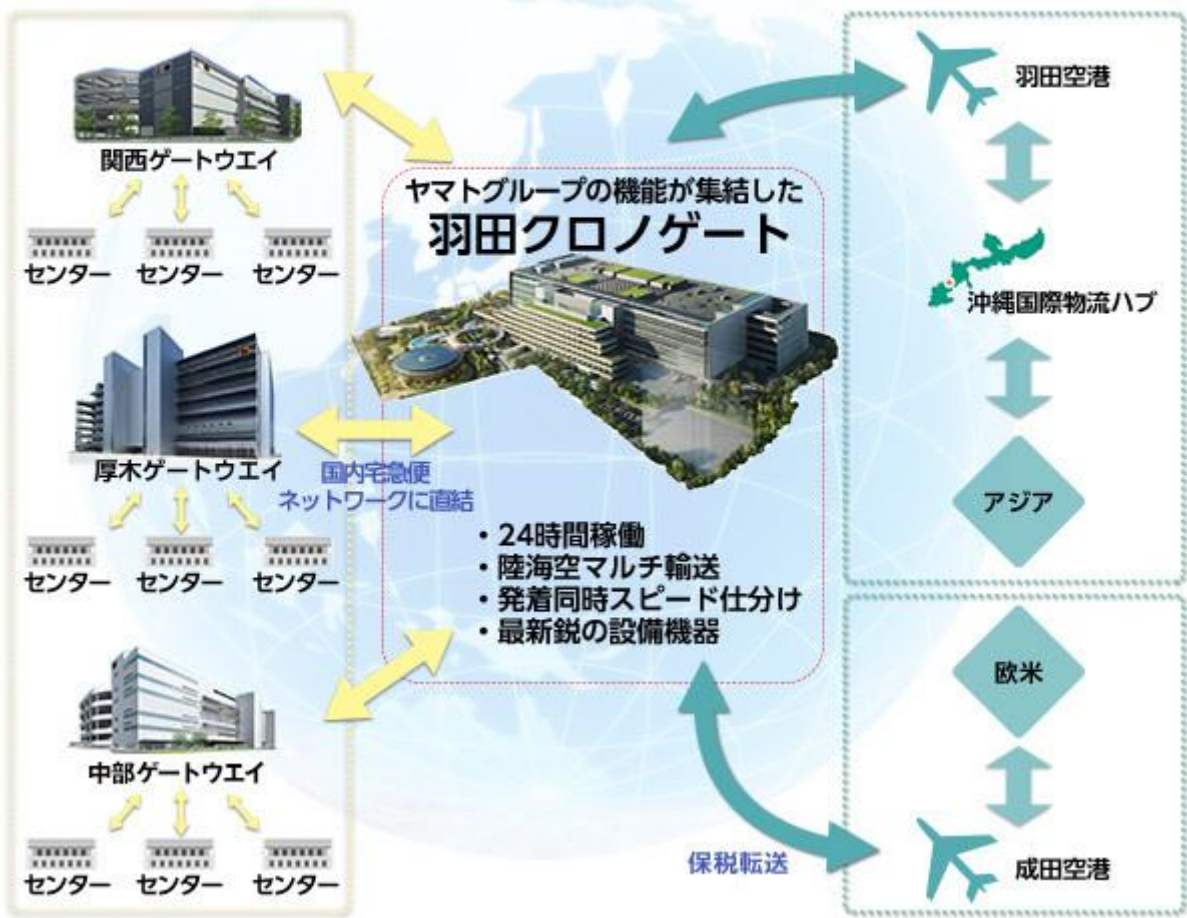 関西ゲートウエイ
センター
センター
センター
厚木ゲートウエイ
センター
センター
センター
中部ゲートウエイ
センター
センター
センター
国内宅急便
ネットワークに直結
ヤマトグループの機能が集結した
羽田クロノゲート
・24時間稼働
・陸海空マルチ輸送
・発着同時スピード仕分け
・最新鋭の設備機器
保税転送
羽田空港
沖縄国際物流ハブ
アジア
欧米
成田空港